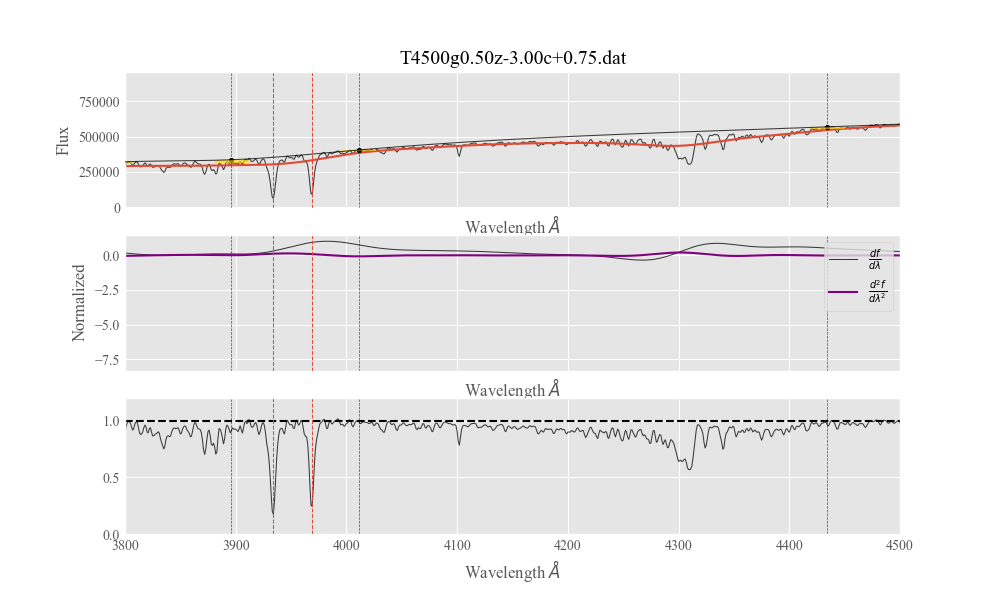 T4500g0.50z-3.00c+0.75.dat
750000
500000
250000
0
Flux
Wavelength Å
0.0
−2.5
−5.0
−7.5
Normalized
df/dλ
d²f/dλ²
Wavelength Å
1.0
0.5
0.0
3800 3900 4000 4100 4200 4300 4400 4500
Wavelength Å